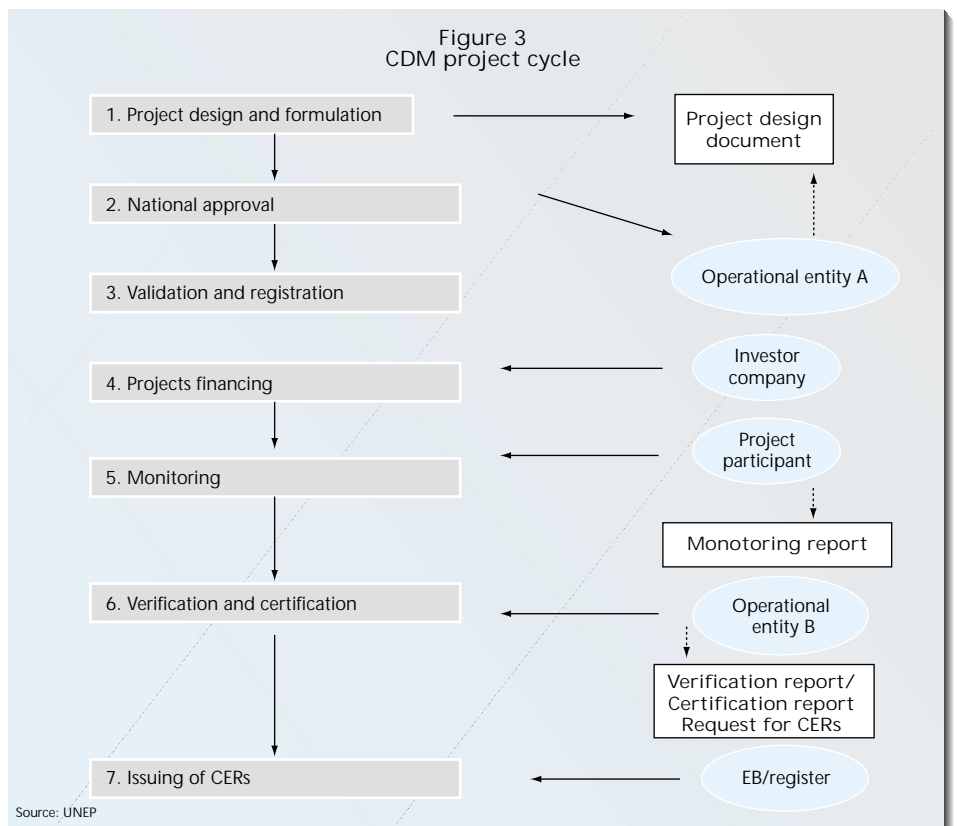 Figure 3
CDM project cycle
1. Project design and formulation
Project design
document
2. National approval
Operational entity A
3. Validation and registration
Investor
company
4. Projects financing
Project
participant
5. Monitoring
Monotoring report
6. Verification and certification
Operational
entity B
Verification report/
Certification report
Request for CERs
7. Issuing of CERs
EB/register
Source: UNEP